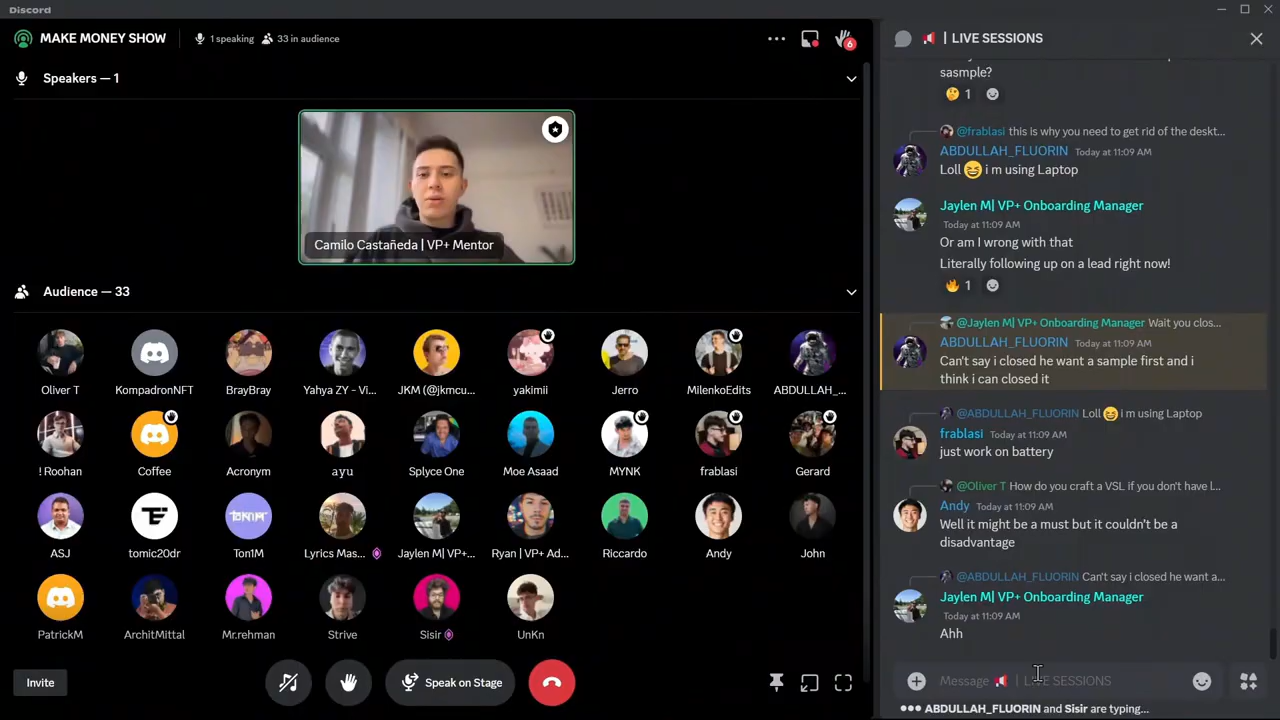 Discord
MAKE MONEY SHOW
1 speaking
33 in audience
6
Speakers — 1
Camilo Castañeda | VP+ Mentor
Audience — 33
Oliver T
KompadronNFT
BrayBray
Yahya ZY - Vi...
JKM (@jkmcu...
yakimii
Jerro
MilenkoEdits
ABDULLAH_...
! Roohan
Coffee
Acronym
ayu
Splyce One
Moe Asaad
MYNK
frablasi
Gerard
TON1M
ASJ
tomic20dr
Ton1M
Lyrics Mas...
Jaylen M| VP+...
Ryan | VP+ Ad...
Riccardo
Andy
John
PatrickM
ArchitMittal
Mr.rehman
Strive
Sisir
UnKn
Invite
Speak on Stage
| LIVE SESSIONS
sasmple?
🤔 1
@frablasi this is why you need to get rid of the deskt...
ABDULLAH_FLUORIN Today at 11:09 AM
Loll 😆 i m using Laptop
Jaylen M| VP+ Onboarding Manager
Today at 11:09 AM
Or am I wrong with that
Literally following up on a lead right now!
🔥 1
@Jaylen M| VP+ Onboarding Manager Wait you clos...
ABDULLAH_FLUORIN Today at 11:09 AM
Can't say i closed he want a sample first and i
think i can closed it
@ABDULLAH_FLUORIN Loll 😆 i m using Laptop
frablasi Today at 11:09 AM
just work on battery
@Oliver T How do you craft a VSL if you don't have l...
Andy Today at 11:09 AM
Well it might be a must but it couldn't be a
disadvantage
@ABDULLAH_FLUORIN Can't say i closed he want a...
Jaylen M| VP+ Onboarding Manager
Today at 11:09 AM
Ahh
Message | LIVE SESSIONS
ABDULLAH_FLUORIN and Sisir are typing...